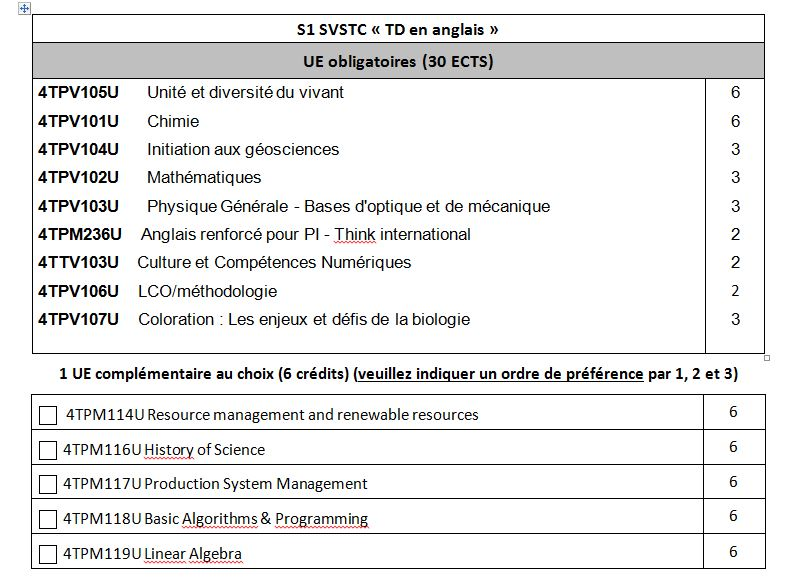 S1 SVSTC « TD en anglais »
UE obligatoires (30 ECTS)
4TPV105U Unité et diversité du vivant 6
4TPV101U Chimie 6
4TPV104U Initiation aux géosciences 3
4TPV102U Mathématiques 3
4TPV103U Physique Générale - Bases d'optique et de mécanique 3
4TPM236U Anglais renforcé pour PI - Think international 2
4TTV103U Culture et Compétences Numériques 2
4TPV106U LCO/méthodologie 2
4TPV107U Coloration : Les enjeux et défis de la biologie 3
1 UE complémentaire au choix (6 crédits) (veuillez indiquer un ordre de préférence par 1, 2 et 3)
4TPM114U Resource management and renewable resources 6
4TPM116U History of Science 6
4TPM117U Production System Management 6
4TPM118U Basic Algorithms & Programming 6
4TPM119U Linear Algebra 6